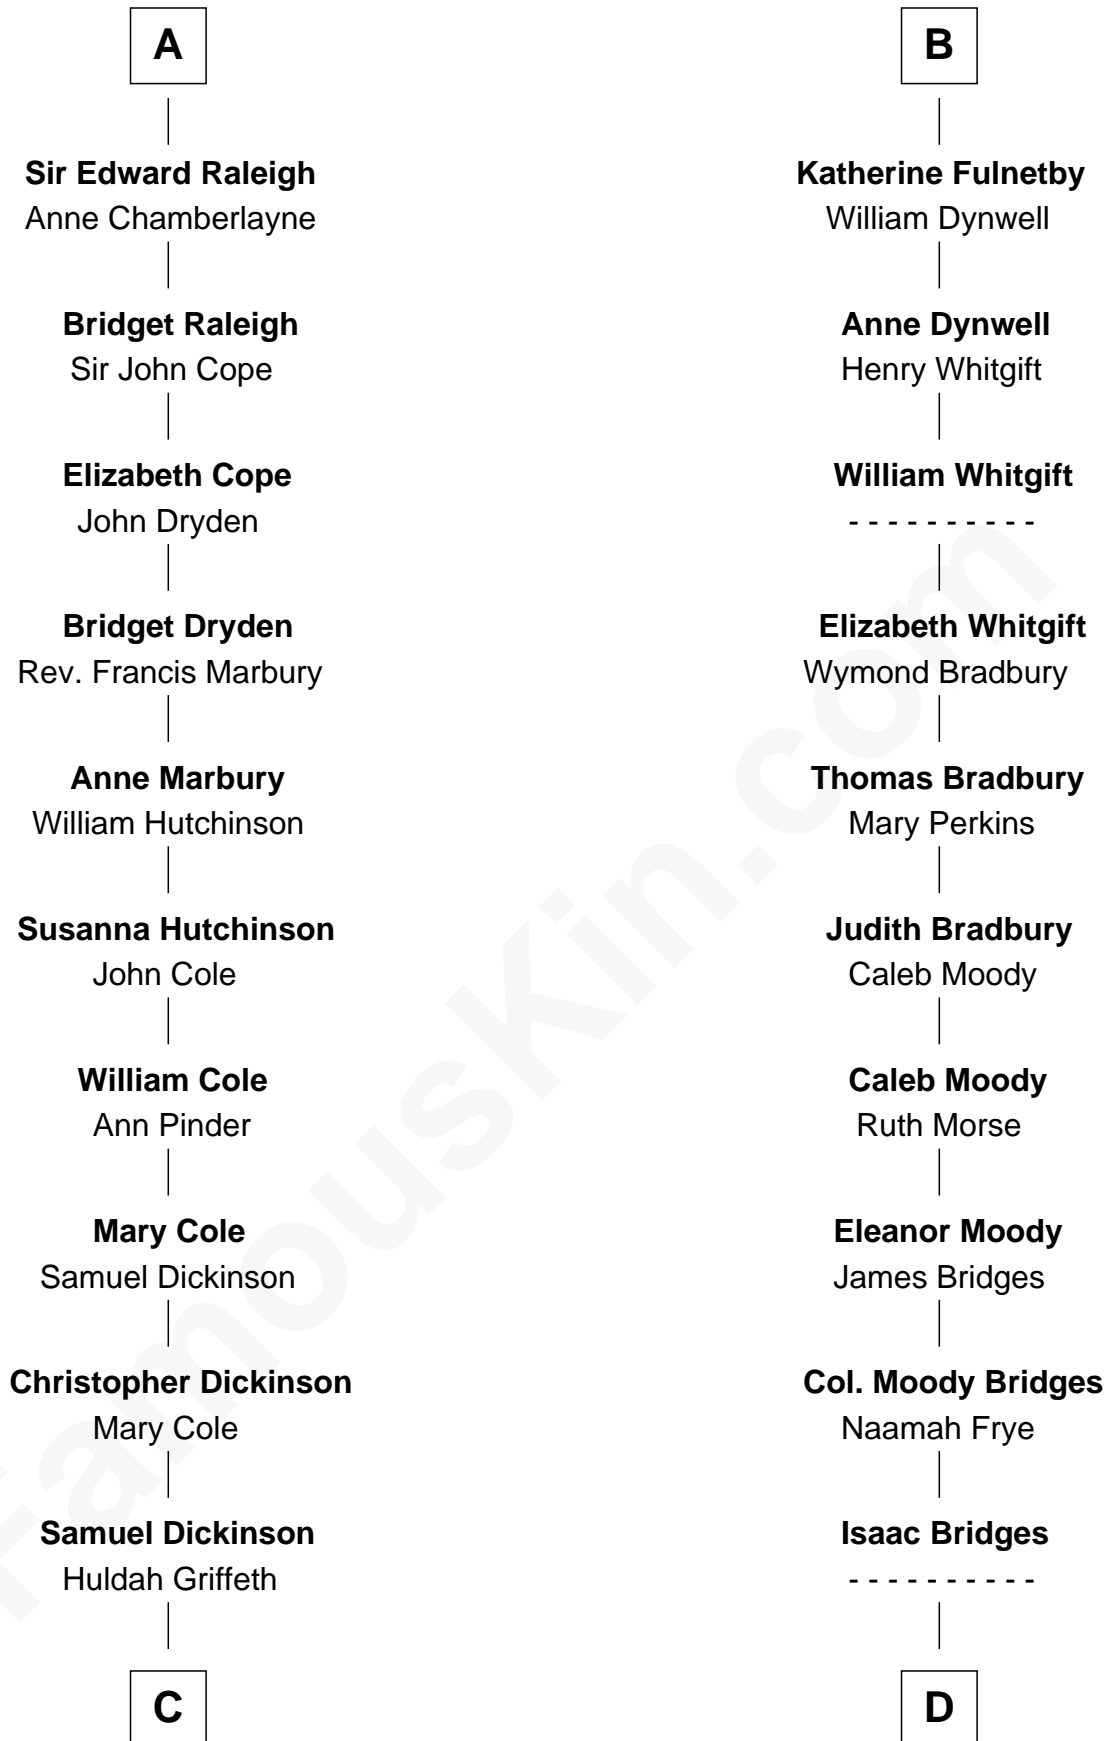 A
Sir Edward Raleigh
Anne Chamberlayne
Bridget Raleigh
Sir John Cope
Elizabeth Cope
John Dryden
Bridget Dryden
Rev. Francis Marbury
Anne Marbury
William Hutchinson
Susanna Hutchinson
John Cole
William Cole
Ann Pinder
Mary Cole
Samuel Dickinson
Christopher Dickinson
Mary Cole
Samuel Dickinson
Huldah Griffeth
C
B
Katherine Fulnetby
William Dynwell
Anne Dynwell
Henry Whitgift
William Whitgift
- - - - - - - - - -
Elizabeth Whitgift
Wymond Bradbury
Thomas Bradbury
Mary Perkins
Judith Bradbury
Caleb Moody
Caleb Moody
Ruth Morse
Eleanor Moody
James Bridges
Col. Moody Bridges
Naamah Frye
Isaac Bridges
- - - - - - - - - -
D
FamousKin.com